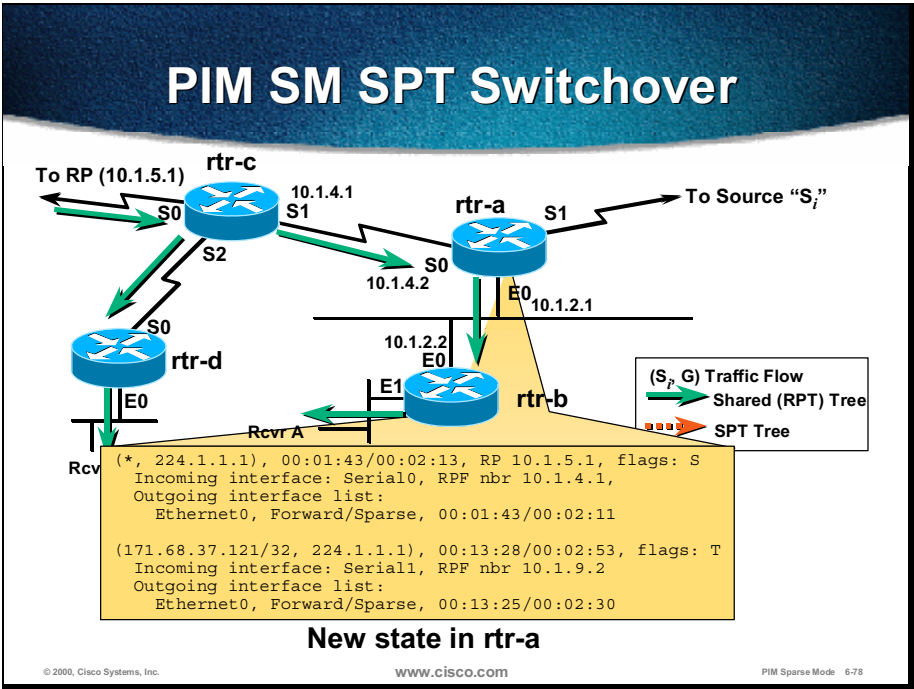 PIM SM SPT Switchover
To RP (10.1.5.1)
rtr-c
10.1.4.1
S0
S1
S2
rtr-a
S1
To Source “Si”
S0
10.1.4.2
E0
10.1.2.1
S0
rtr-d
10.1.2.2
E0
E1
rtr-b
E0
Rcvr A
Rcv
(Si, G) Traffic Flow
Shared (RPT) Tree
SPT Tree
(*, 224.1.1.1), 00:01:43/00:02:13, RP 10.1.5.1, flags: S
Incoming interface: Serial0, RPF nbr 10.1.4.1,
Outgoing interface list:
Ethernet0, Forward/Sparse, 00:01:43/00:02:11
(171.68.37.121/32, 224.1.1.1), 00:13:28/00:02:53, flags: T
Incoming interface: Serial1, RPF nbr 10.1.9.2
Outgoing interface list:
Ethernet0, Forward/Sparse, 00:13:25/00:02:30
New state in rtr-a
© 2000, Cisco Systems, Inc.
www.cisco.com
PIM Sparse Mode 6-78